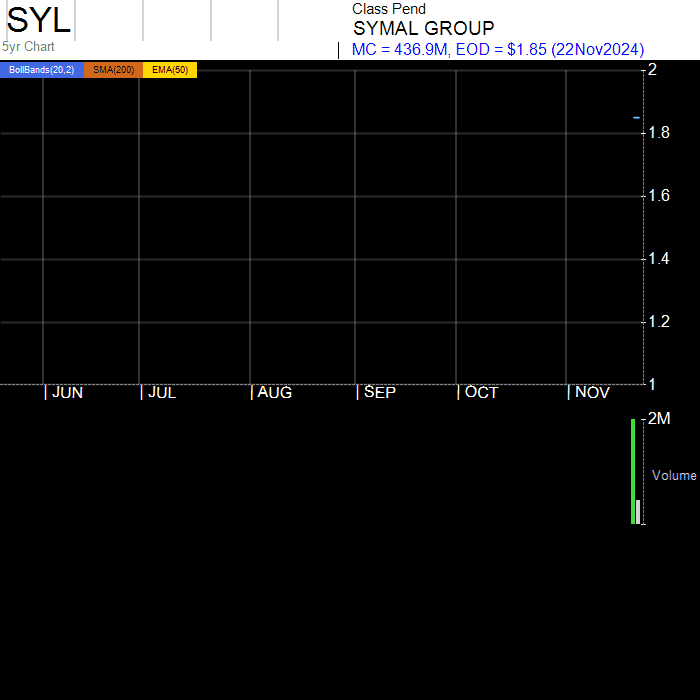 SYL
5yr Chart
Class Pend
SYMAL GROUP
| MC = 436.9M, EOD = $1.85 (22Nov2024)
BollBands(20,2) SMA(200) EMA(50)
2
1.8
1.6
1.4
1.2
1
JUN JUL AUG SEP OCT NOV
2M
Volume